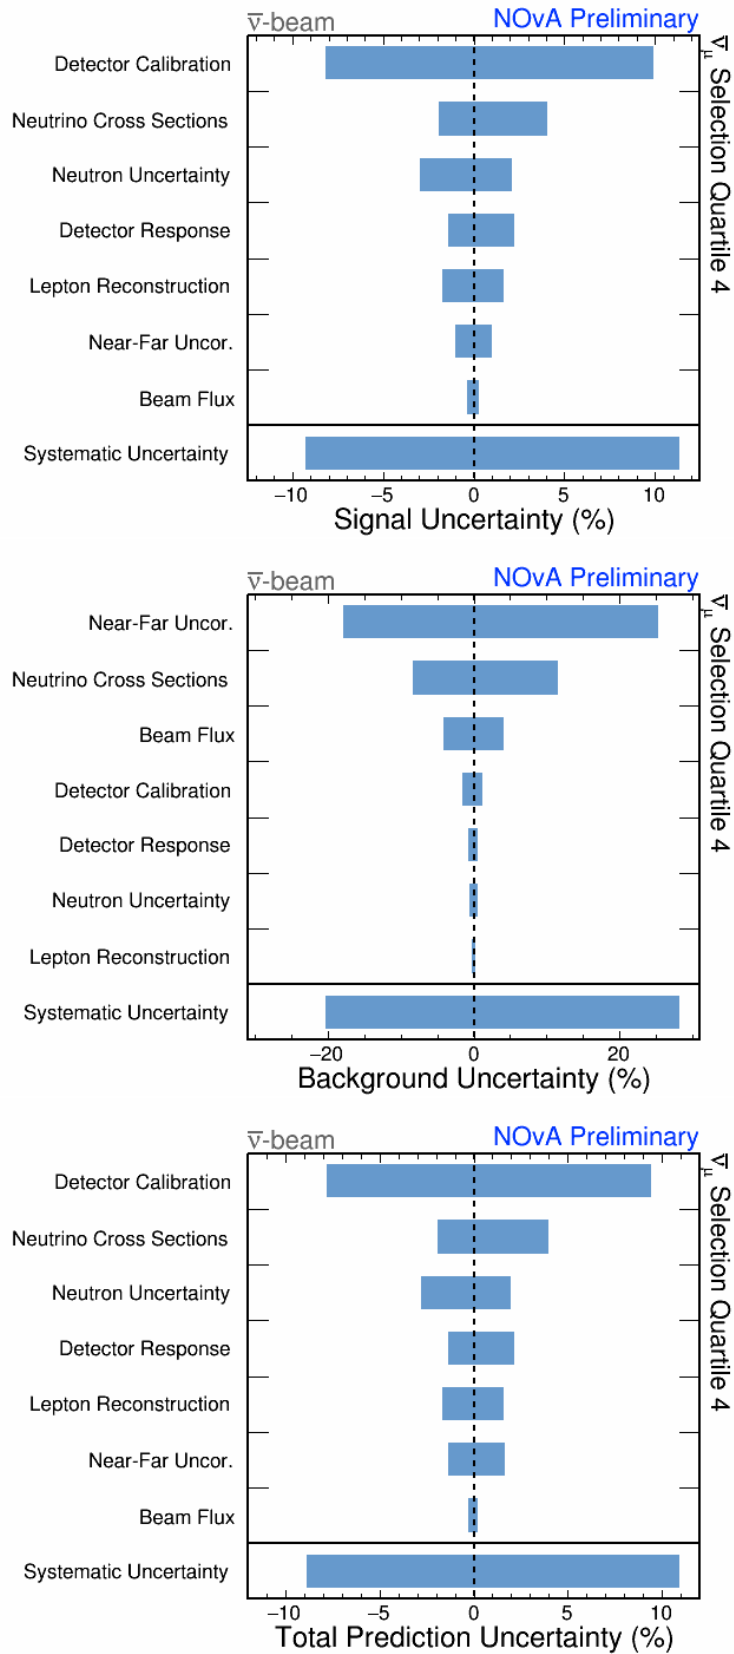 ν̅-beam NOvA Preliminary
Detector Calibration
Neutrino Cross Sections
Neutron Uncertainty
Detector Response
Lepton Reconstruction
Near-Far Uncor.
Beam Flux
Systematic Uncertainty
−10 −5 0 5 10
Signal Uncertainty (%)
ν̅μ Selection Quartile 4
ν̅-beam NOvA Preliminary
Near-Far Uncor.
Neutrino Cross Sections
Beam Flux
Detector Calibration
Detector Response
Neutron Uncertainty
Lepton Reconstruction
Systematic Uncertainty
−20 0 20
Background Uncertainty (%)
ν̅μ Selection Quartile 4
ν̅-beam NOvA Preliminary
Detector Calibration
Neutrino Cross Sections
Neutron Uncertainty
Detector Response
Lepton Reconstruction
Near-Far Uncor.
Beam Flux
Systematic Uncertainty
−10 −5 0 5 10
Total Prediction Uncertainty (%)
ν̅μ Selection Quartile 4